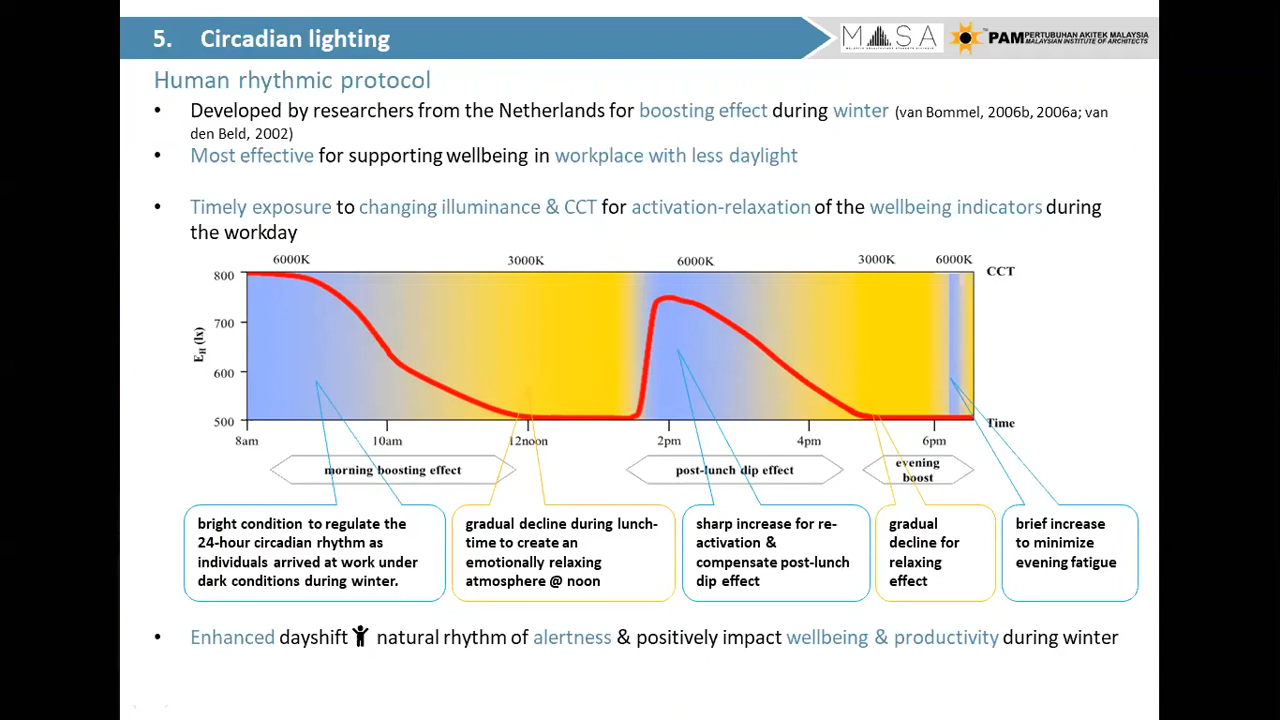 5. Circadian lighting
MASA
PAM PERTUBUHAN AKITEK MALAYSIA
MALAYSIAN INSTITUTE OF ARCHITECTS
Human rhythmic protocol
• Developed by researchers from the Netherlands for boosting effect during winter (van Bommel, 2006b, 2006a; van
den Beld, 2002)
• Most effective for supporting wellbeing in workplace with less daylight
• Timely exposure to changing illuminance & CCT for activation-relaxation of the wellbeing indicators during
the workday
6000K 3000K 6000K 3000K 6000K
CCT
800
700
600
500
EH (lx)
Time
8am 10am 12noon 2pm 4pm 6pm
morning boosting effect
post-lunch dip effect
evening
boost
bright condition to regulate the
24-hour circadian rhythm as
individuals arrived at work under
dark conditions during winter.
gradual decline during lunch-
time to create an
emotionally relaxing
atmosphere @ noon
sharp increase for re-
activation &
compensate post-lunch
dip effect
gradual
decline for
relaxing
effect
brief increase
to minimize
evening fatigue
• Enhanced dayshift natural rhythm of alertness & positively impact wellbeing & productivity during winter